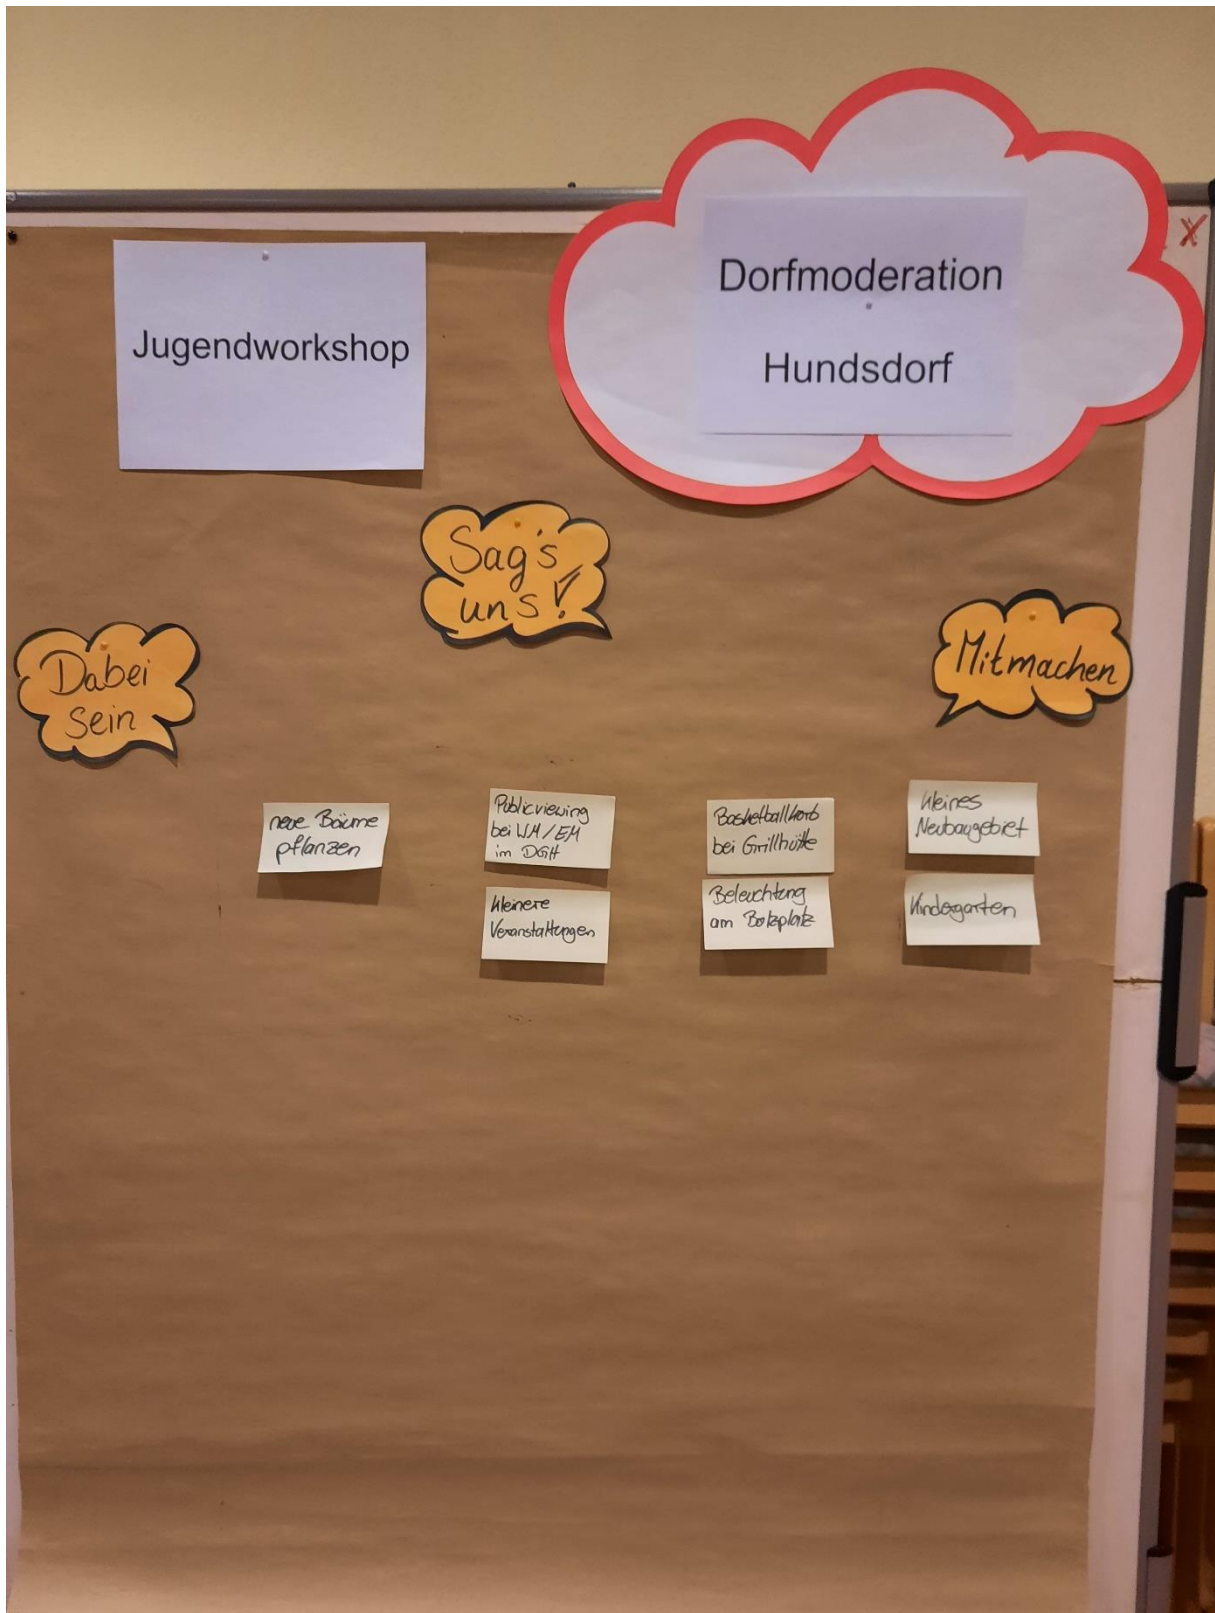 Jugendworkshop
Dorfmoderation
Hundsdorf
Sag's
uns!
Dabei
sein
Mitmachen
neue Bäume
pflanzen
Publicviewing
bei WM/EM
im DGH
kleinere
Veranstaltungen
Basketballkorb
bei Grillhütte
Beleuchtung
am Bolzplatz
kleines
Neubaugebiet
Kindergarten
X